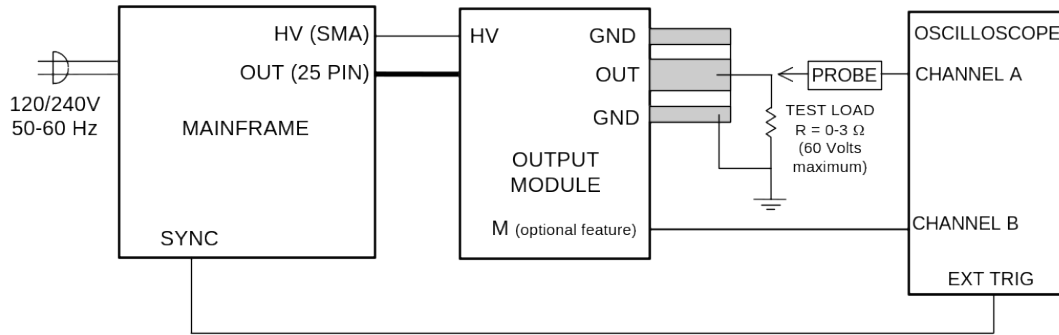 HV (SMA)
OUT (25 PIN)
MAINFRAME
SYNC
120/240V
50-60 Hz
HV
GND
OUT
GND
OUTPUT
MODULE
M (optional feature)
PROBE
TEST LOAD
R = 0-3 Ω
(60 Volts
maximum)
OSCILLOSCOPE
CHANNEL A
CHANNEL B
EXT TRIG